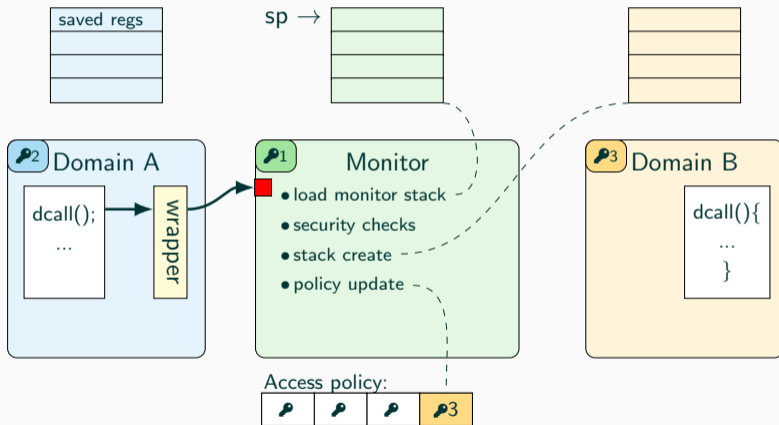 saved regs
sp →
2
Domain A
dcall();
...
wrapper
1
Monitor
● load monitor stack
● security checks
● stack create
● policy update
3
Domain B
dcall(){
...
}
Access policy:
3